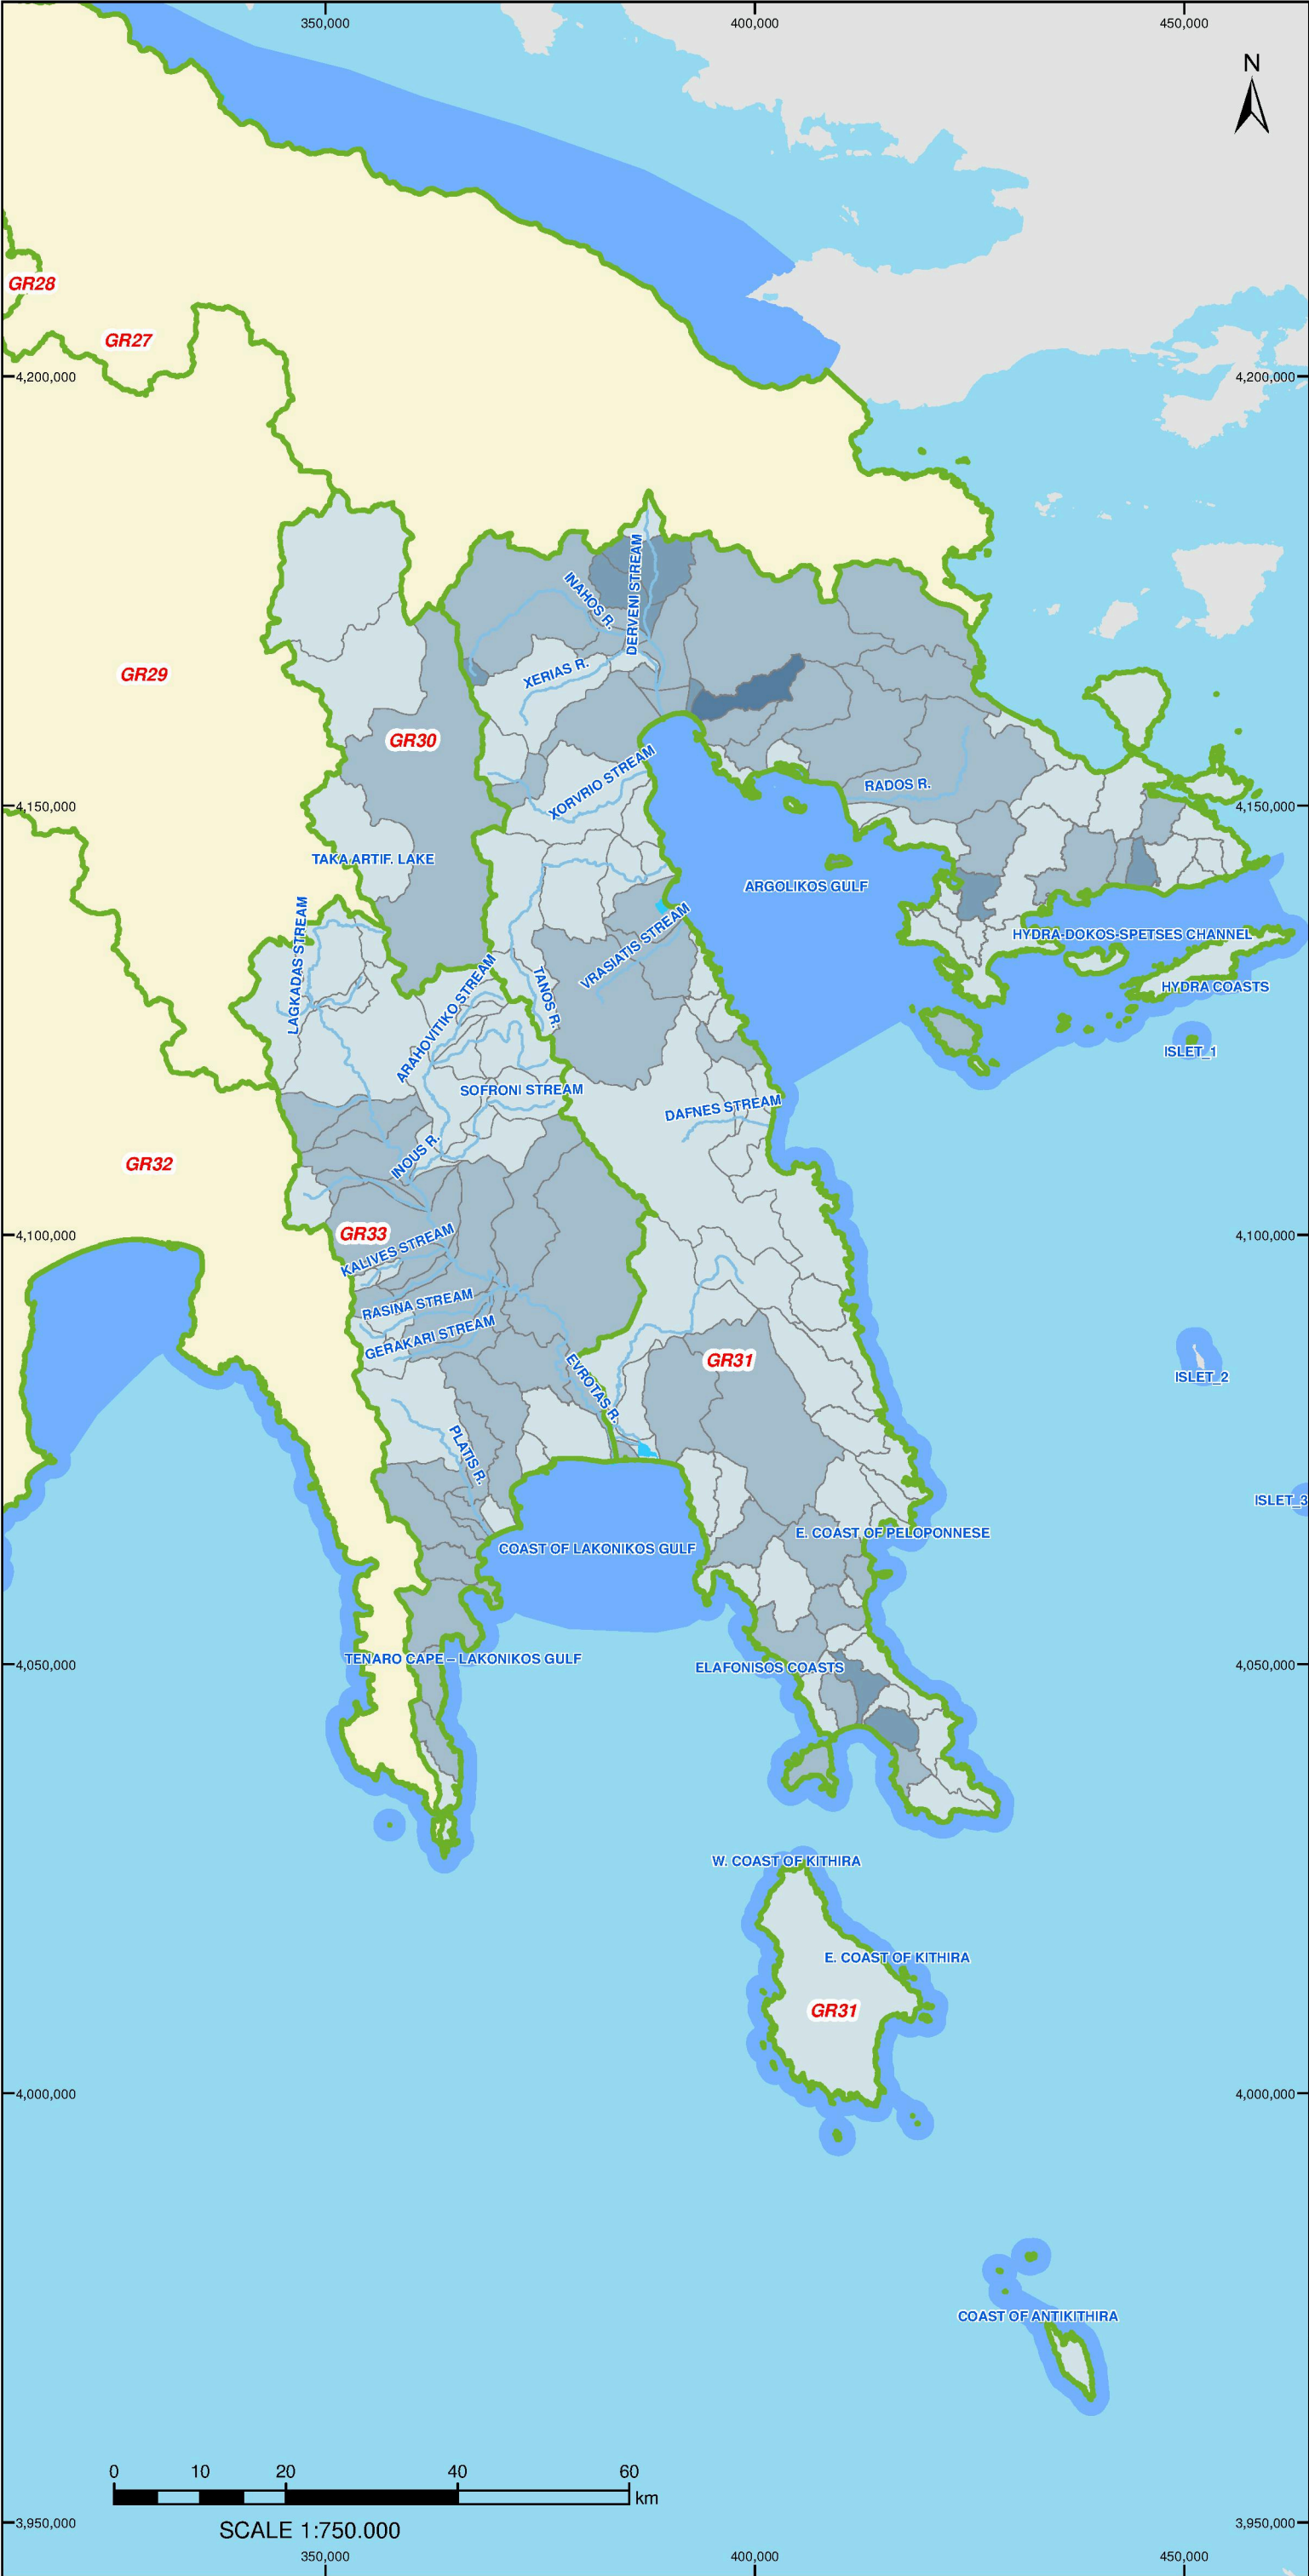 350,000
400,000
450,000
N
GR28
GR27
4,200,000
4,200,000
DERVENI STREAM
INAHOS R.
XERIAS R.
GR29
GR30
XORVRIO STREAM
RADOS R.
4,150,000
4,150,000
TAKA ARTIF. LAKE
ARGOLIKOS GULF
LAGKADAS STREAM
VRASIATIS STREAM
HYDRA-DOKOS-SPETSES CHANNEL
ARAHOVITIKO STREAM
TANOS R.
HYDRA COASTS
ISLET_1
SOFRONI STREAM
DAFNES STREAM
INOUS R.
GR32
GR33
4,100,000
4,100,000
KALIVES STREAM
RASINA STREAM
GERAKARI STREAM
EVROTAS R.
GR31
ISLET_2
PLATIS R.
ISLET_3
E. COAST OF PELOPONNESE
COAST OF LAKONIKOS GULF
TENARO CAPE – LAKONIKOS GULF
ELAFONISOS COASTS
4,050,000
4,050,000
W. COAST OF KITHIRA
E. COAST OF KITHIRA
GR31
4,000,000
4,000,000
COAST OF ANTIKITHIRA
0 10 20 40 60
km
SCALE 1:750.000
3,950,000
3,950,000
350,000
400,000
450,000